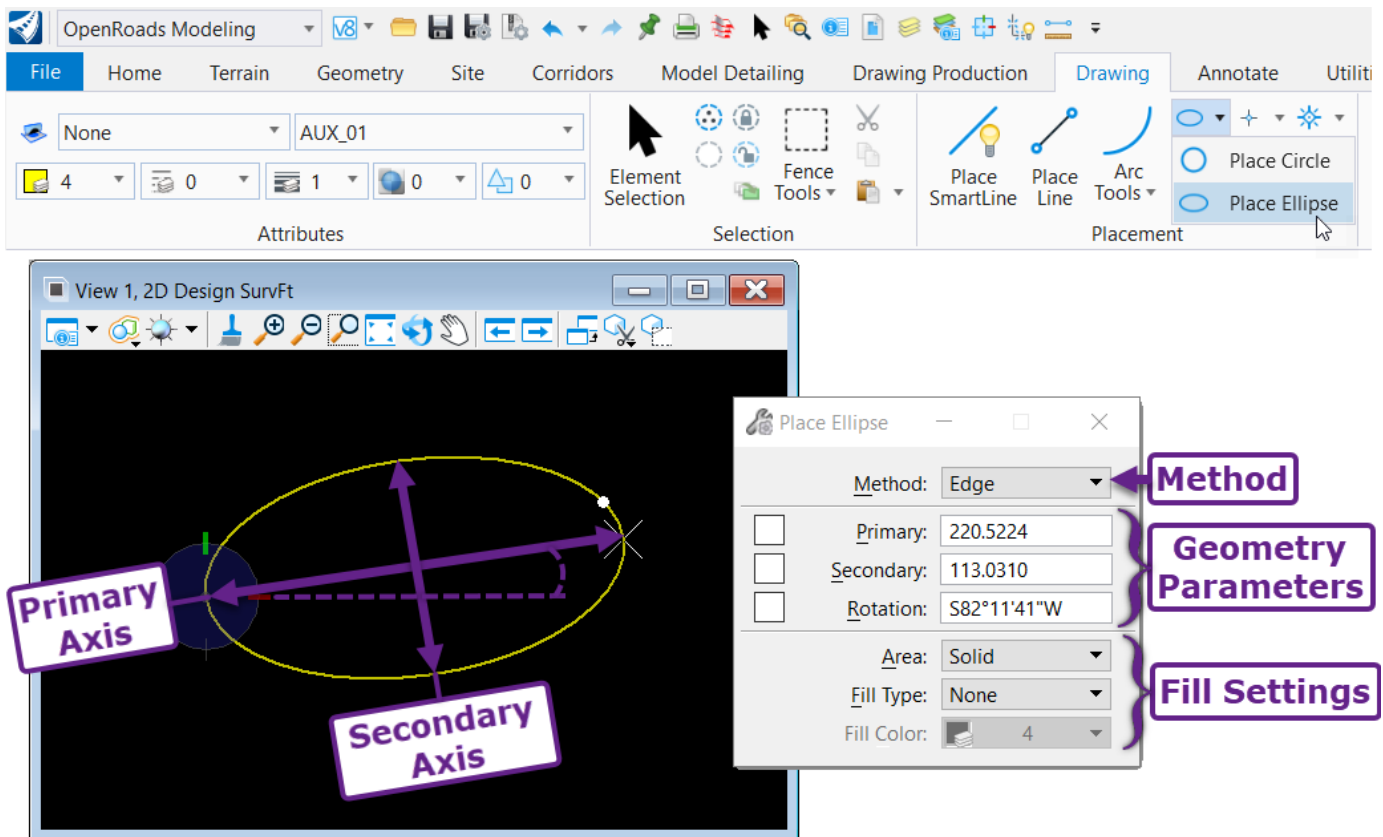 OpenRoads Modeling
V8
File Home Terrain Geometry Site Corridors Model Detailing Drawing Production Drawing Annotate Utiliti
None AUX_01
4 0 1 0 0
Attributes
Element
Selection
Fence
Tools
Selection
Place
SmartLine
Place
Line
Arc
Tools
Place Circle
Place Ellipse
Placement
View 1, 2D Design SurvFt
Primary
Axis
Secondary
Axis
Place Ellipse
Method: Edge
Primary: 220.5224
Secondary: 113.0310
Rotation: S82°11'41"W
Area: Solid
Fill Type: None
Fill Color: 4
Method
Geometry
Parameters
Fill Settings